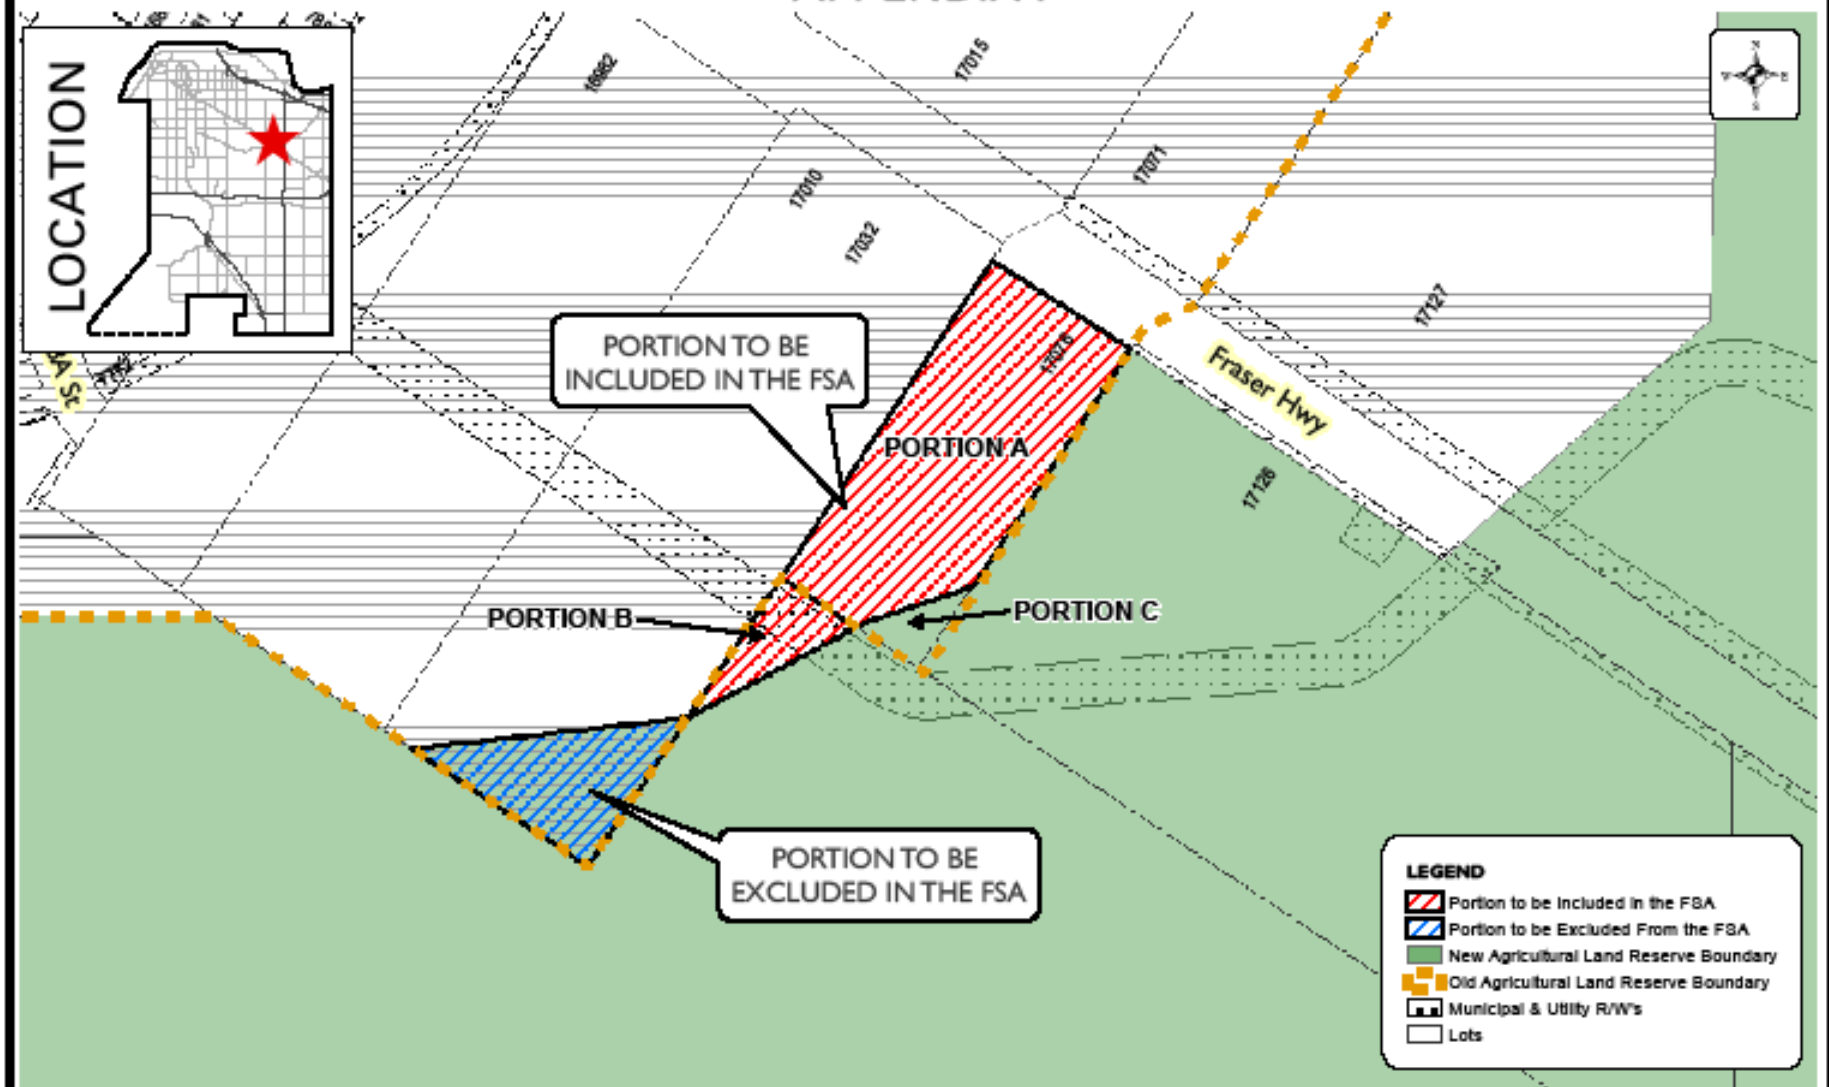 LOCATION
16982
17015
17010
17032
17071
17127
17076
17126
PORTION TO BE
INCLUDED IN THE FSA
PORTION A
Fraser Hwy
PORTION B
PORTION C
PORTION TO BE
EXCLUDED IN THE FSA
LEGEND
Portion to be Included in the FSA
Portion to be Excluded From the FSA
New Agricultural Land Reserve Boundary
Old Agricultural Land Reserve Boundary
Municipal & Utility R/W's
Lots
N